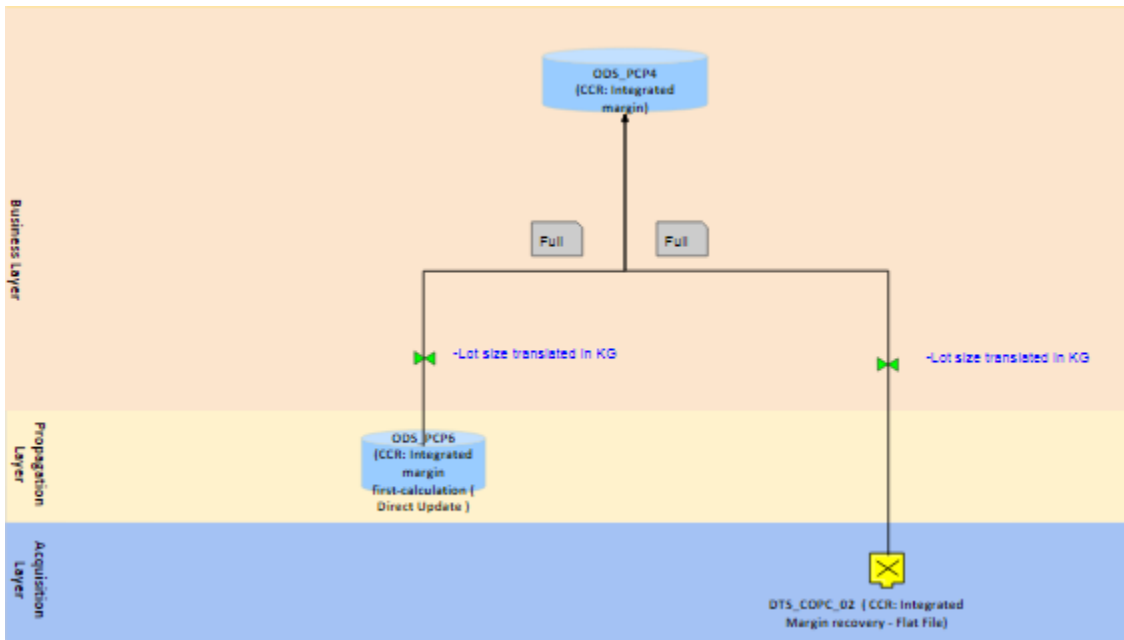 ODS_PCP4
(CCR: Integrated
margin)
Full
Full
Business Layer
-Lot size translated in KG
-Lot size translated in KG
Propagation
Layer
ODS_PCP6
(CCR: Integrated
margin
first-calculation (
Direct Update )
Acquisition
Layer
DTS_COPC_02 ( CCR: Integrated
Margin recovery - Flat File)